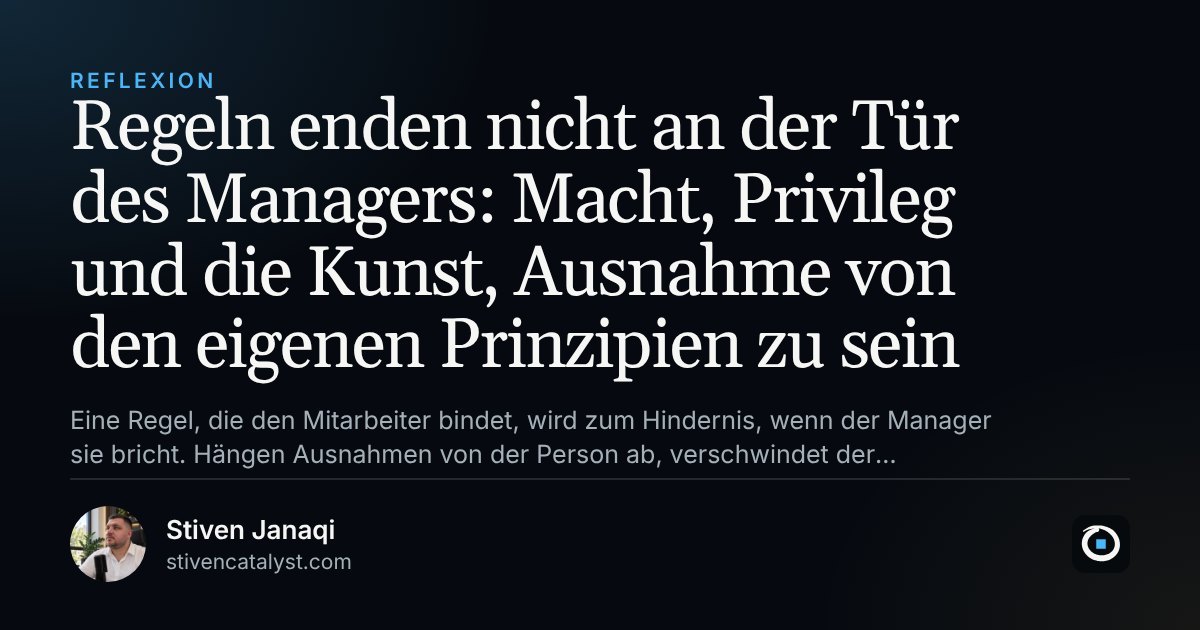 REFLEXION
Regeln enden nicht an der Tür
des Managers: Macht, Privileg
und die Kunst, Ausnahme von
den eigenen Prinzipien zu sein
Eine Regel, die den Mitarbeiter bindet, wird zum Hindernis, wenn der Manager
sie bricht. Hängen Ausnahmen von der Person ab, verschwindet der...
Stiven Janaqi
stivencatalyst.com